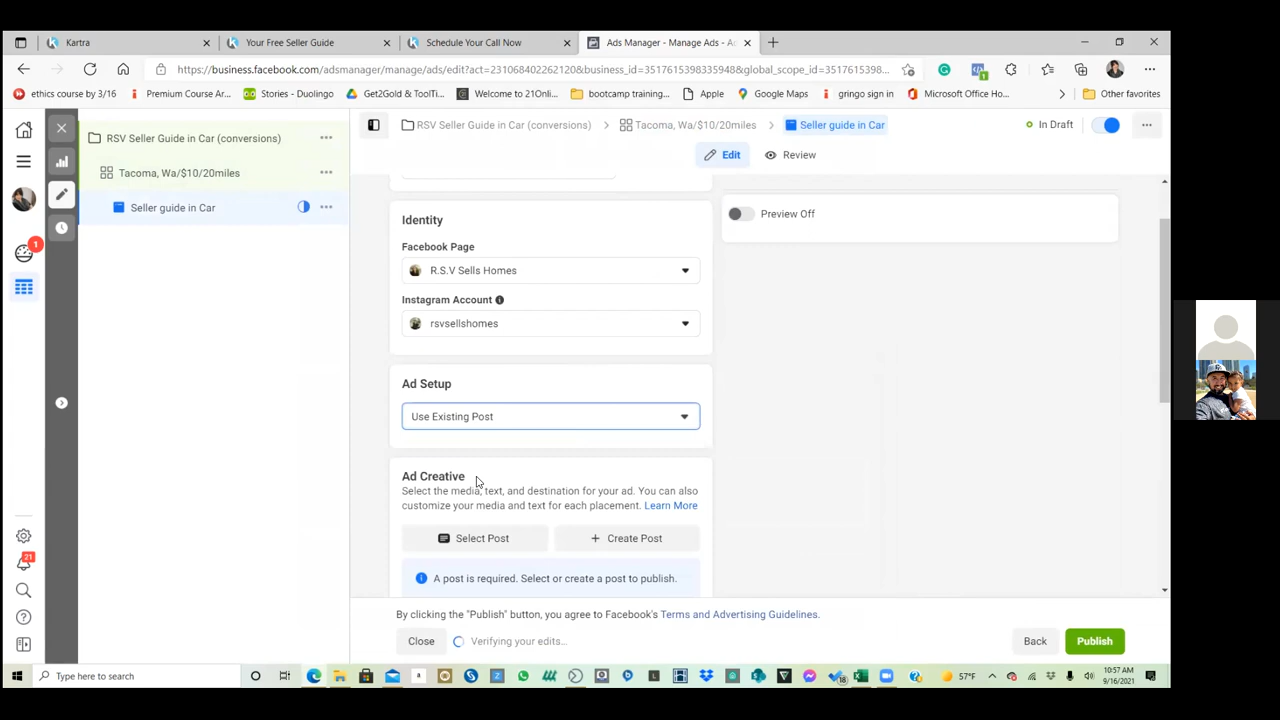 Kartra
Your Free Seller Guide
Schedule Your Call Now
Ads Manager - Manage Ads - Ad
https://business.facebook.com/adsmanager/manage/ads/edit?act=231068402262120&business_id=3517615398335948&global_scope_id=3517615398...
ethics course by 3/16
Premium Course Ar...
Stories - Duolingo
Get2Gold & ToolTi...
Welcome to 21Onli...
bootcamp training...
Apple
Google Maps
gringo sign in
Microsoft Office Ho...
Other favorites
RSV Seller Guide in Car (conversions)
Tacoma, Wa/$10/20miles
Seller guide in Car
RSV Seller Guide in Car (conversions)
Tacoma, Wa/$10/20miles
Seller guide in Car
In Draft
Edit
Review
Identity
Facebook Page
R.S.V Sells Homes
Instagram Account
rsvsellshomes
Preview Off
Ad Setup
Use Existing Post
Ad Creative
Select the media, text, and destination for your ad. You can also
customize your media and text for each placement. Learn More
Select Post
+ Create Post
A post is required. Select or create a post to publish.
By clicking the "Publish" button, you agree to Facebook's Terms and Advertising Guidelines.
Close
Verifying your edits...
Back
Publish
1
21
Type here to search
18
57°F
10:57 AM
9/16/2021